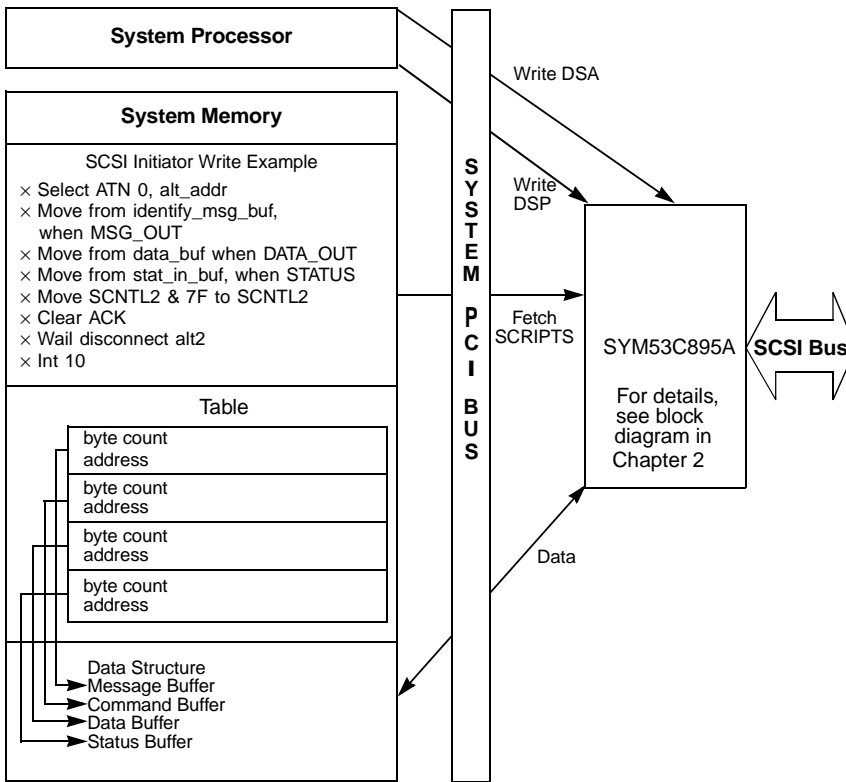 System Processor
System Memory
SCSI Initiator Write Example
× Select ATN 0, alt_addr
× Move from identify_msg_buf,
when MSG_OUT
× Move from data_buf when DATA_OUT
× Move from stat_in_buf, when STATUS
× Move SCNTL2 & 7F to SCNTL2
× Clear ACK
× Wail disconnect alt2
× Int 10
Table
byte count
address
byte count
address
byte count
address
byte count
address
Data Structure
Message Buffer
Command Buffer
Data Buffer
Status Buffer
SYSTEM PCI BUS
Write DSA
Write
DSP
Fetch
SCRIPTS
Data
SYM53C895A
For details,
see block
diagram in
Chapter 2
SCSI Bus